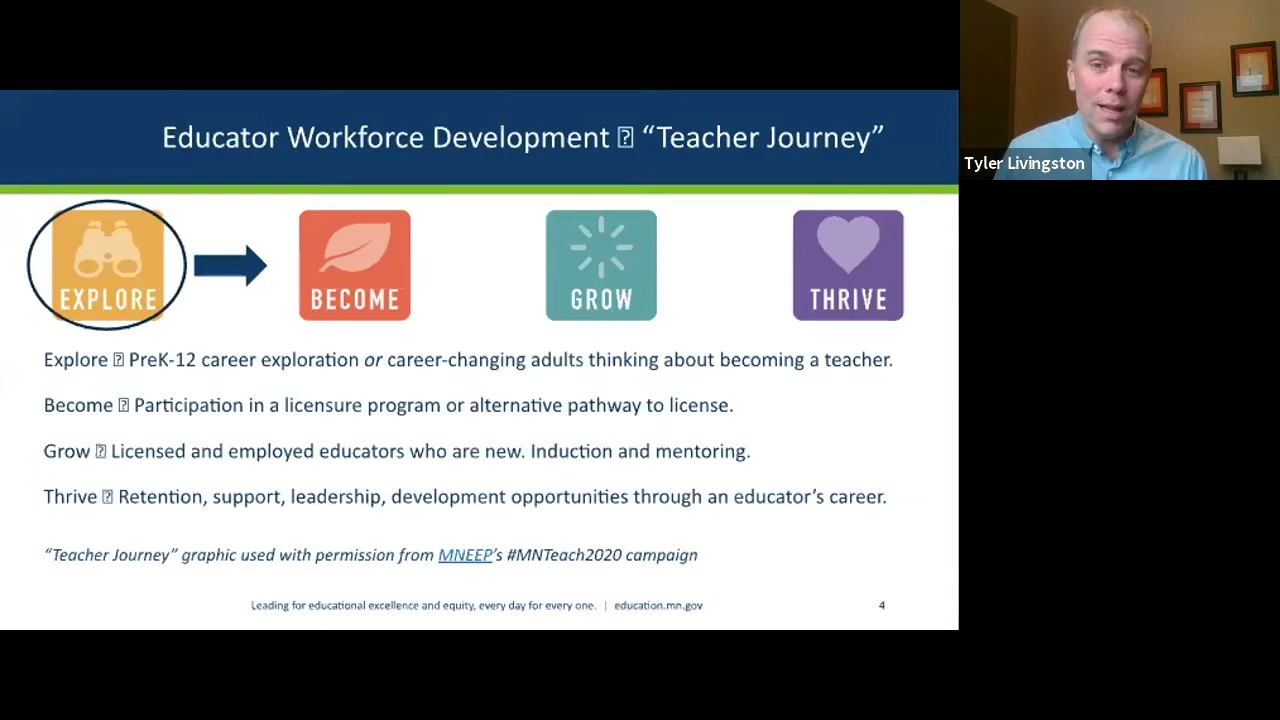 Educator Workforce Development  “Teacher Journey”
Tyler Livingston
EXPLORE
BECOME
GROW
THRIVE
Explore  PreK-12 career exploration or career-changing adults thinking about becoming a teacher.
Become  Participation in a licensure program or alternative pathway to license.
Grow  Licensed and employed educators who are new. Induction and mentoring.
Thrive  Retention, support, leadership, development opportunities through an educator’s career.
“Teacher Journey” graphic used with permission from MNEEP’s #MNTeach2020 campaign
Leading for educational excellence and equity, every day for every one. | education.mn.gov
4